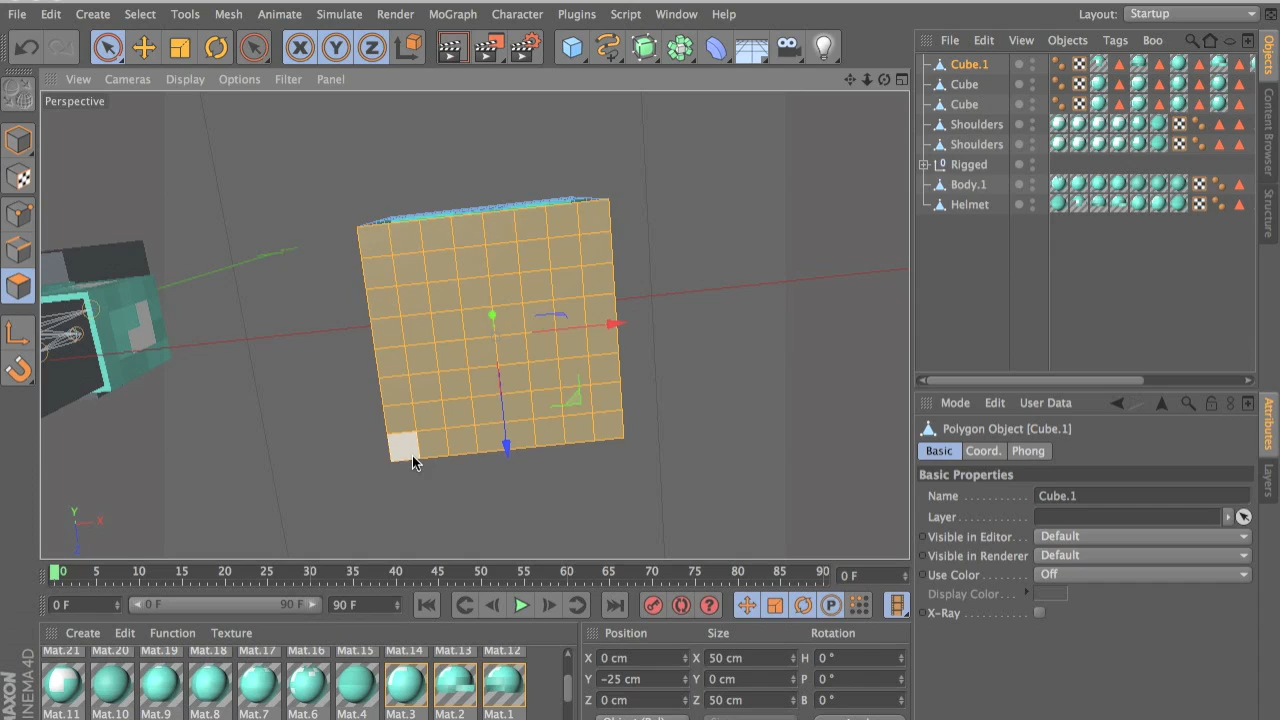 File Edit Create Select Tools Mesh Animate Simulate Render MoGraph Character Plugins Script Window Help Layout: Startup
File Edit View Objects Tags Boo
View Cameras Display Options Filter Panel
Perspective
Cube.1
Cube
Cube
Shoulders
Shoulders
Rigged
Body.1
Helmet
Objects
Content Browser
Structure
X Y Z
Y
X
Mode Edit User Data
Polygon Object [Cube.1]
Basic Coord. Phong
Basic Properties
Name Cube.1
Layer
Visible in Editor Default
Visible in Renderer Default
Use Color Off
Display Color
X-Ray
Attributes
Layers
0 5 10 15 20 25 30 35 40 45 50 55 60 65 70 75 80 85 90 0 F
0 F 0 F 90 F 90 F
Create Edit Function Texture
Mat.21 Mat.20 Mat.19 Mat.18 Mat.17 Mat.16 Mat.15 Mat.14 Mat.13 Mat.12
Mat.11 Mat.10 Mat.9 Mat.8 Mat.7 Mat.6 Mat.4 Mat.3 Mat.2 Mat.1
Position Size Rotation
X 0 cm X 50 cm H 0 °
Y -25 cm Y 0 cm P 0 °
Z 0 cm Z 50 cm B 0 °
MAXON
CINEMA4D